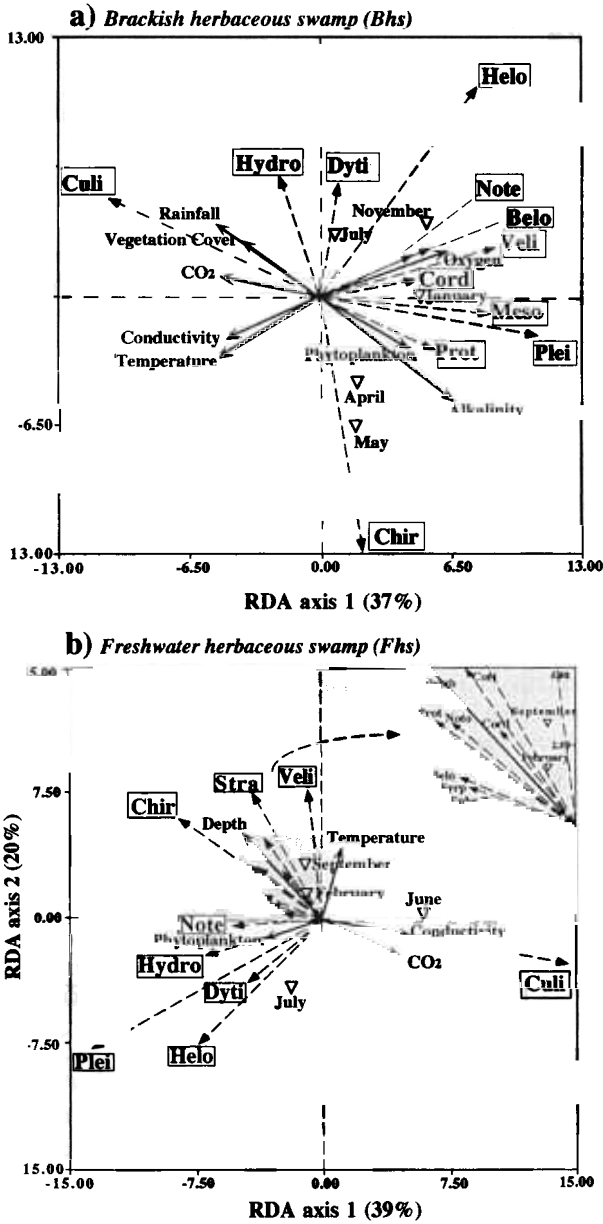 a) Brackish herbaceous swamp (Bhs)
13.00
Helo
Hydro
Dyti
Culi
Note
November
Rainfall
July
Belo
Vegetation Cover
Veli
Oxygen
CO₂
Cord
January
Meso
Conductivity
Plei
Phytoplankton
Prot
Temperature
April
Alkalinity
-6.50
May
Chir
13.00
-13.00 -6.50 0.00 6.50 13.00
RDA axis 1 (37%)
b) Freshwater herbaceous swamp (Fhs)
5.00
September
Prot
Note
Cord
February
7.50
Stra
Veli
Chir
Depth
Temperature
September
February
June
0.00
Note
Conductivity
Phytoplankton
Hydro
CO₂
Dyti
Culi
July
-7.50
Plei
Helo
15.00
-15.00 -7.50 0.00 7.50 15.00
RDA axis 2 (20%)
RDA axis 1 (39%)